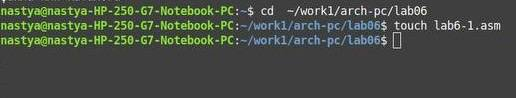 nastya@nastya-HP-250-G7-Notebook-PC:~$ cd  ~/work1/arch-pc/lab06
nastya@nastya-HP-250-G7-Notebook-PC:~/work1/arch-pc/lab06$ touch lab6-1.asm
nastya@nastya-HP-250-G7-Notebook-PC:~/work1/arch-pc/lab06$